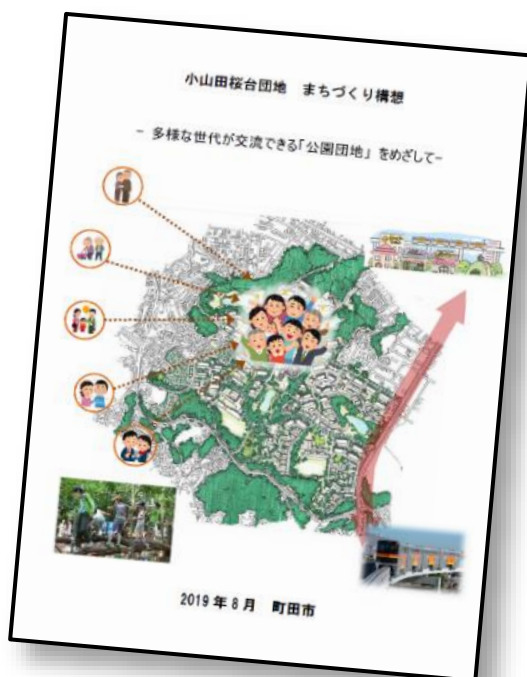 小山田桜台団地　まちづくり構想
- 多様な世代が交流できる「公園団地」をめざして-
2019年8月　町田市